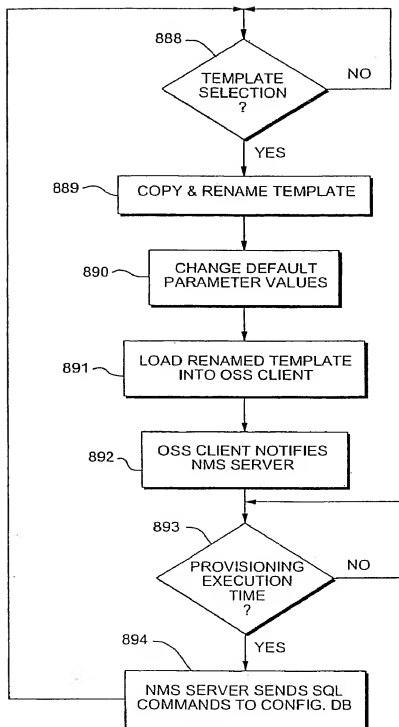 888
TEMPLATE
SELECTION
?
NO
YES
889
COPY & RENAME TEMPLATE
890
CHANGE DEFAULT
PARAMETER VALUES
891
LOAD RENAMED TEMPLATE
INTO OSS CLIENT
892
OSS CLIENT NOTIFIES
NMS SERVER
893
PROVISIONING
EXECUTION
TIME
?
NO
YES
894
NMS SERVER SENDS SQL
COMMANDS TO CONFIG. DB